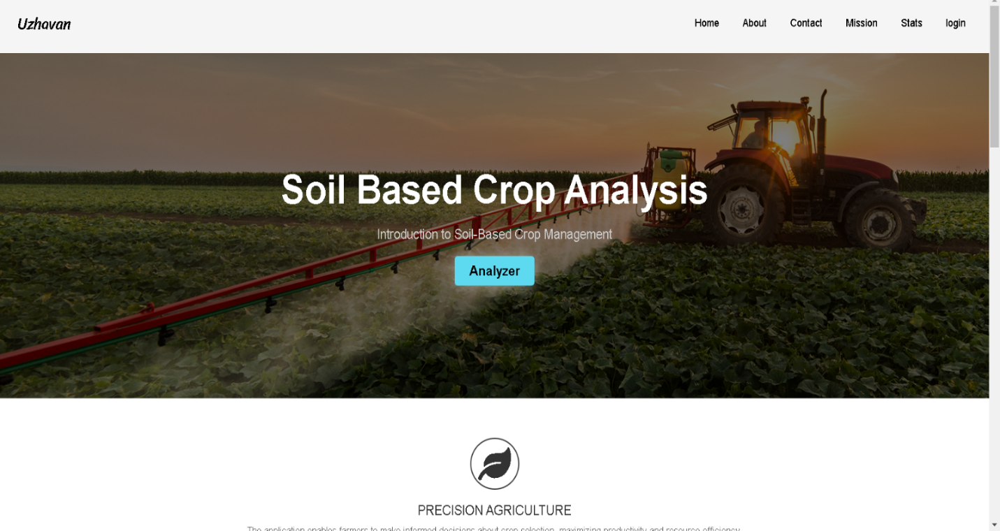 Uzhavan
Home About Contact Mission Stats login
Soil Based Crop Analysis
Introduction to Soil-Based Crop Management
Analyzer
PRECISION AGRICULTURE
The application enables farmers to make informed decisions about crop selection, maximizing productivity and resource efficiency